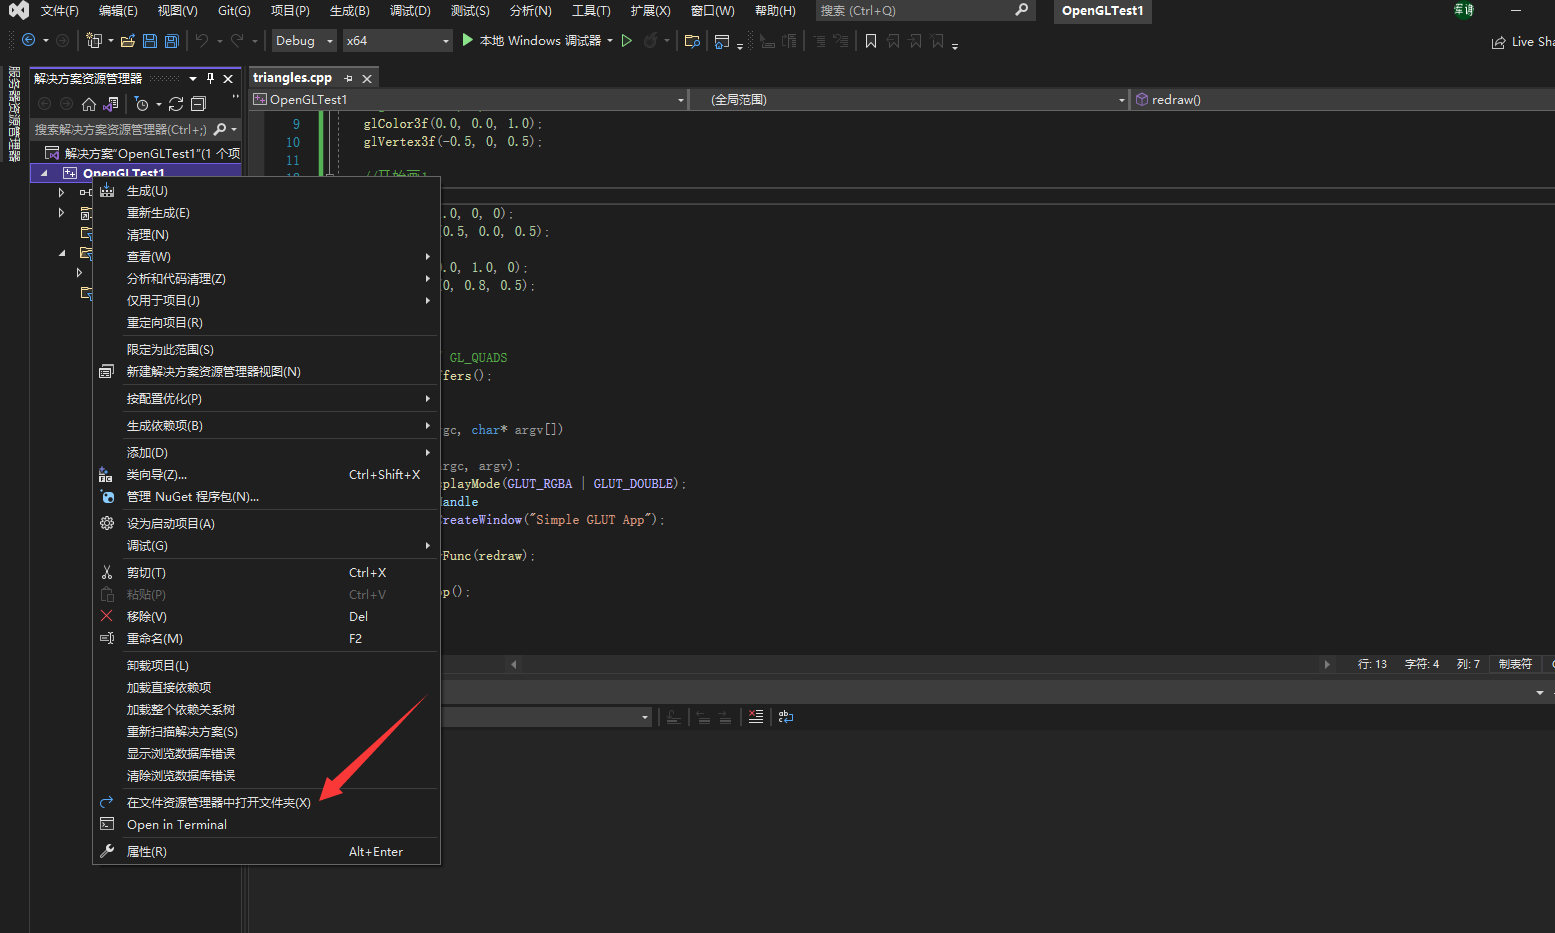 文件(F) 编辑(E) 视图(V) Git(G) 项目(P) 生成(B) 调试(D) 测试(S) 分析(N) 工具(T) 扩展(X) 窗口(W) 帮助(H) 搜索 (Ctrl+Q) OpenGLTest1
Debug x64 本地 Windows 调试器 Live Sha
服务器资源管理器
解决方案资源管理器
搜索解决方案资源管理器(Ctrl+;)
解决方案"OpenGLTest1"(1 个项
OpenGLTest1
triangles.cpp
OpenGLTest1 (全局范围) redraw()
9 glColor3f(0.0, 0.0, 1.0);
10 glVertex3f(-0.5, 0, 0.5);
11
.0, 0, 0);
0.5, 0.0, 0.5);
.0, 1.0, 0);
0, 0.8, 0.5);
GL_QUADS
fers();
gc, char* argv[])
rgc, argv);
playMode(GLUT_RGBA | GLUT_DOUBLE);
andle
reateWindow("Simple GLUT App");
Func(redraw);
p();
生成(U)
重新生成(E)
清理(N)
查看(W)
分析和代码清理(Z)
仅用于项目(J)
重定向项目(R)
限定为此范围(S)
新建解决方案资源管理器视图(N)
按配置优化(P)
生成依赖项(B)
添加(D)
类向导(Z)... Ctrl+Shift+X
管理 NuGet 程序包(N)...
设为启动项目(A)
调试(G)
剪切(T) Ctrl+X
粘贴(P) Ctrl+V
移除(V) Del
重命名(M) F2
卸载项目(L)
加载直接依赖项
加载整个依赖关系树
重新扫描解决方案(S)
显示浏览数据库错误
清除浏览数据库错误
在文件资源管理器中打开文件夹(X)
Open in Terminal
属性(R) Alt+Enter
行: 13 字符: 4 列: 7 制表符